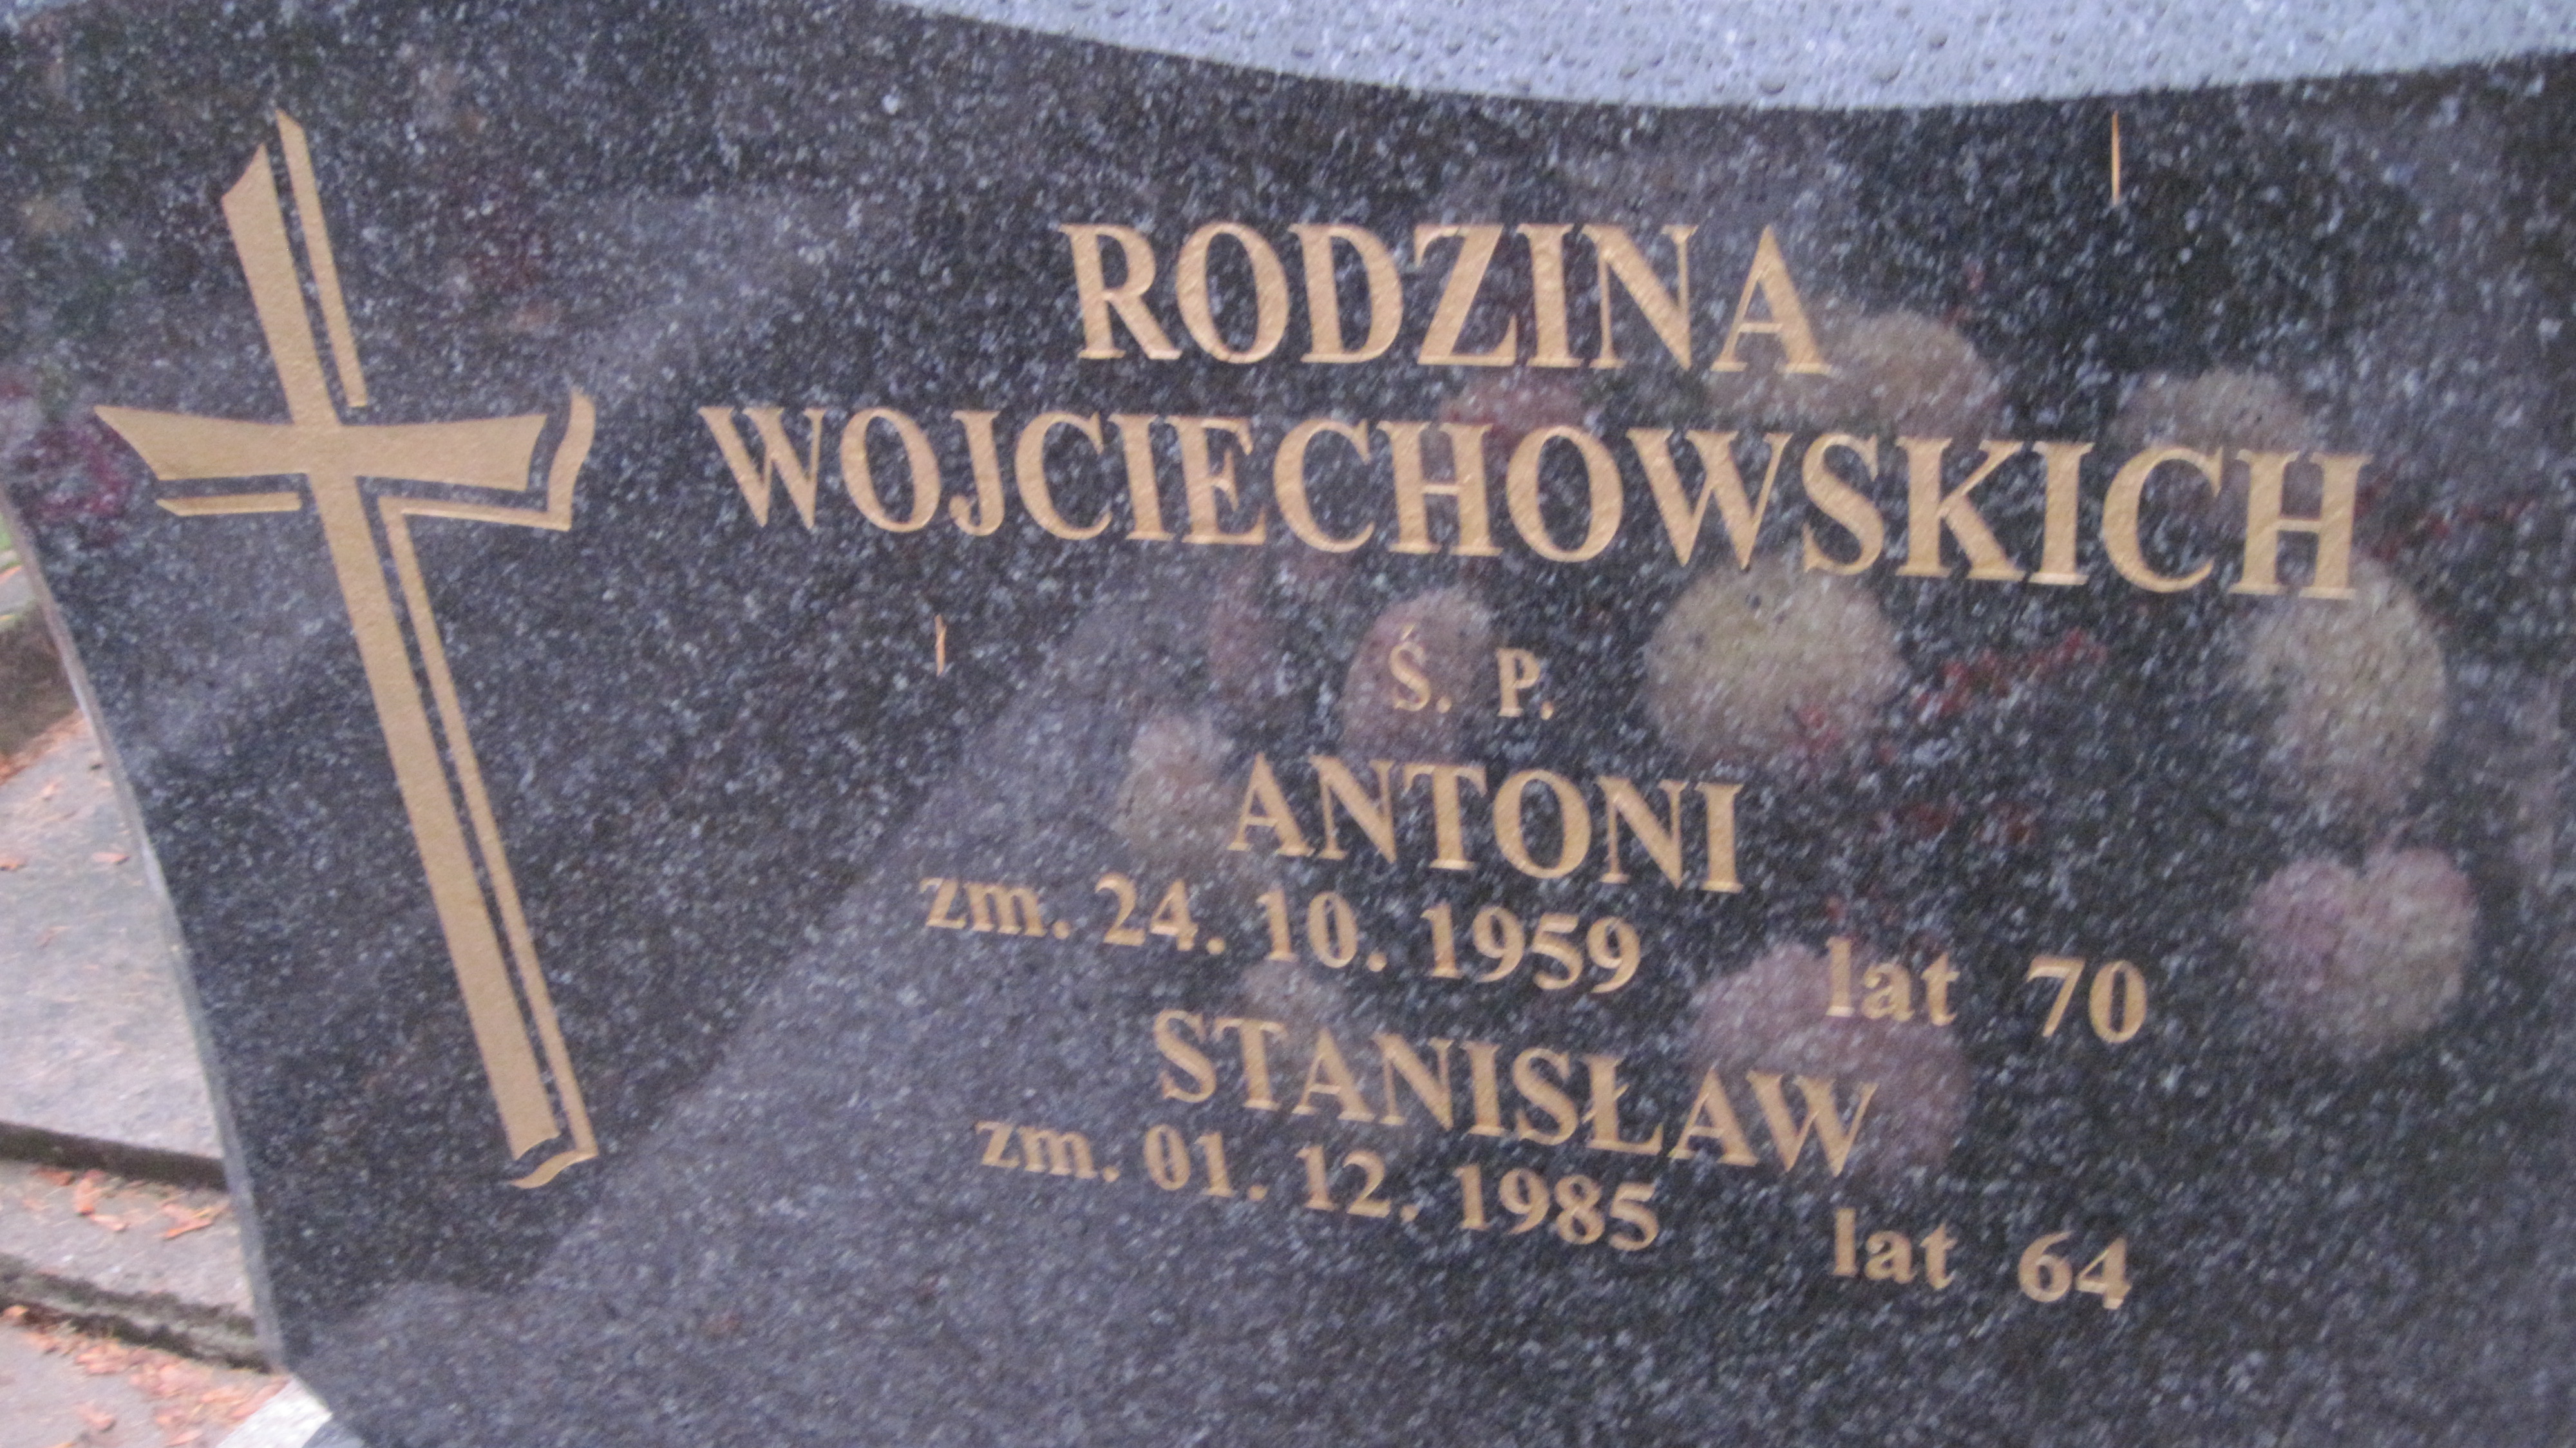 RODZINA
WOJCIECHOWSKICH
Ś. P.
ANTONI
zm. 24. 10. 1959 lat 70
STANISŁAW
zm. 01. 12. 1985 lat 64